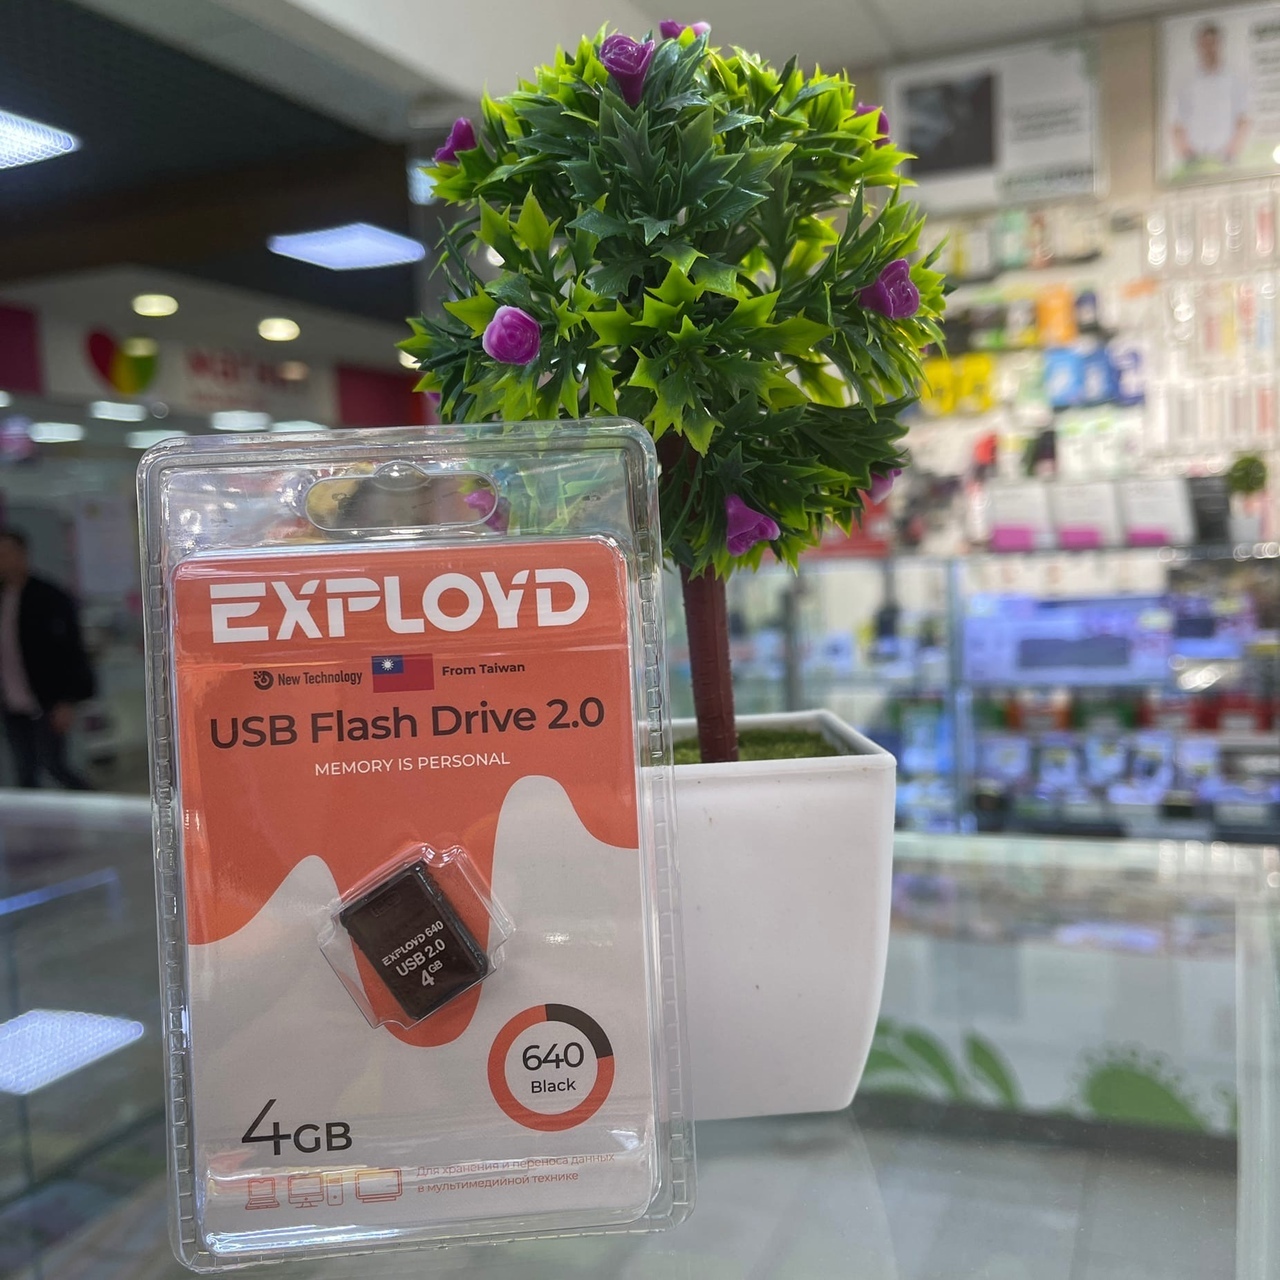 EXPLOYD
New Technology From Taiwan
USB Flash Drive 2.0
MEMORY IS PERSONAL
EXPLOYD 640
USB 2.0
4GB
640
Black
4GB
Для хранения и переноса данных
в мультимедийной технике